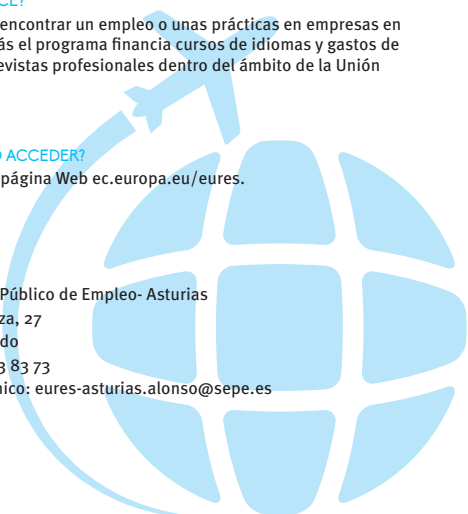 CE?
encontrar un empleo o unas prácticas en empresas en
ás el programa financia cursos de idiomas y gastos de
evistas profesionales dentro del ámbito de la Unión
O ACCEDER?
página Web ec.europa.eu/eures.
Público de Empleo- Asturias
za, 27
do
3 83 73
nico: eures-asturias.alonso@sepe.es